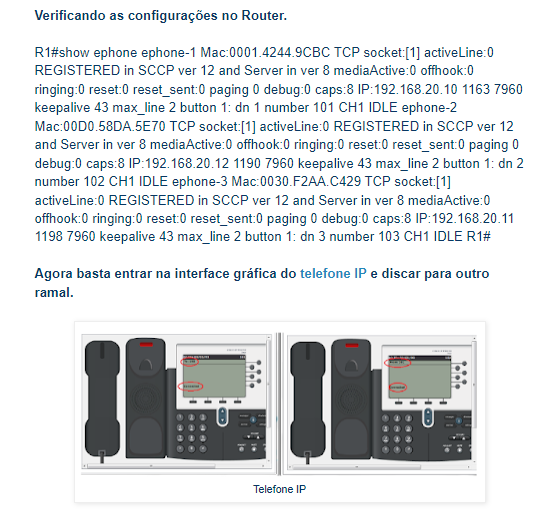 Verificando as configurações no Router.
R1#show ephone ephone-1 Mac:0001.4244.9CBC TCP socket:[1] activeLine:0
REGISTERED in SCCP ver 12 and Server in ver 8 mediaActive:0 offhook:0
ringing:0 reset:0 reset_sent:0 paging 0 debug:0 caps:8 IP:192.168.20.10 1163 7960
keepalive 43 max_line 2 button 1: dn 1 number 101 CH1 IDLE ephone-2
Mac:00D0.58DA.5E70 TCP socket:[1] activeLine:0 REGISTERED in SCCP ver 12
and Server in ver 8 mediaActive:0 offhook:0 ringing:0 reset:0 reset_sent:0 paging 0
debug:0 caps:8 IP:192.168.20.12 1190 7960 keepalive 43 max_line 2 button 1: dn 2
number 102 CH1 IDLE ephone-3 Mac:0030.F2AA.C429 TCP socket:[1]
activeLine:0 REGISTERED in SCCP ver 12 and Server in ver 8 mediaActive:0
offhook:0 ringing:0 reset:0 reset_sent:0 paging 0 debug:0 caps:8 IP:192.168.20.11
1198 7960 keepalive 43 max_line 2 button 1: dn 3 number 103 CH1 IDLE R1#
Agora basta entrar na interface gráfica do telefone IP e discar para outro
ramal.
Telefone IP